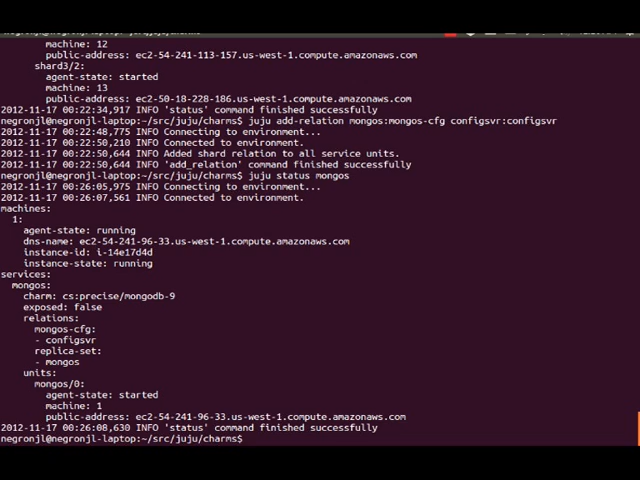 machine: 12
public-address: ec2-54-241-113-157.us-west-1.compute.amazonaws.com
shard3/2:
agent-state: started
machine: 13
public-address: ec2-50-18-228-186.us-west-1.compute.amazonaws.com
2012-11-17 00:22:34,917 INFO 'status' command finished successfully
negronjl@negronjl-laptop:~/src/juju/charms$ juju add-relation mongos:mongos-cfg configsvr:configsvr
2012-11-17 00:22:48,775 INFO Connecting to environment...
2012-11-17 00:22:50,210 INFO Connected to environment.
2012-11-17 00:22:50,644 INFO Added shard relation to all service units.
2012-11-17 00:22:50,644 INFO 'add_relation' command finished successfully
negronjl@negronjl-laptop:~/src/juju/charms$ juju status mongos
2012-11-17 00:26:05,975 INFO Connecting to environment...
2012-11-17 00:26:07,561 INFO Connected to environment.
machines:
1:
agent-state: running
dns-name: ec2-54-241-96-33.us-west-1.compute.amazonaws.com
instance-id: i-14e17d4d
instance-state: running
services:
mongos:
charm: cs:precise/mongodb-9
exposed: false
relations:
mongos-cfg:
- configsvr
replica-set:
- mongos
units:
mongos/0:
agent-state: started
machine: 1
public-address: ec2-54-241-96-33.us-west-1.compute.amazonaws.com
2012-11-17 00:26:08,630 INFO 'status' command finished successfully
negronjl@negronjl-laptop:~/src/juju/charms$